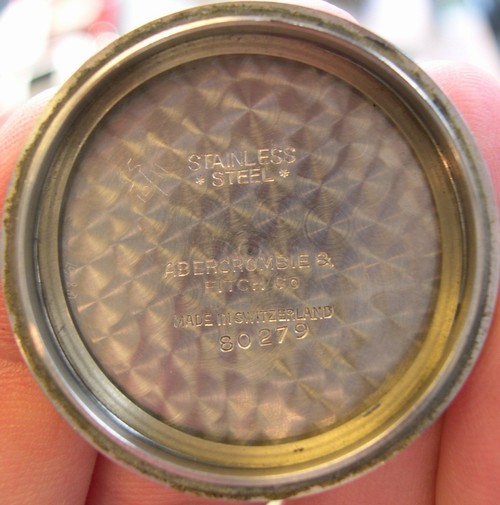 STAINLESS
*STEEL*
ABERCROMBIE &
FITCH Co
MADE IN SWITZERLAND
80279